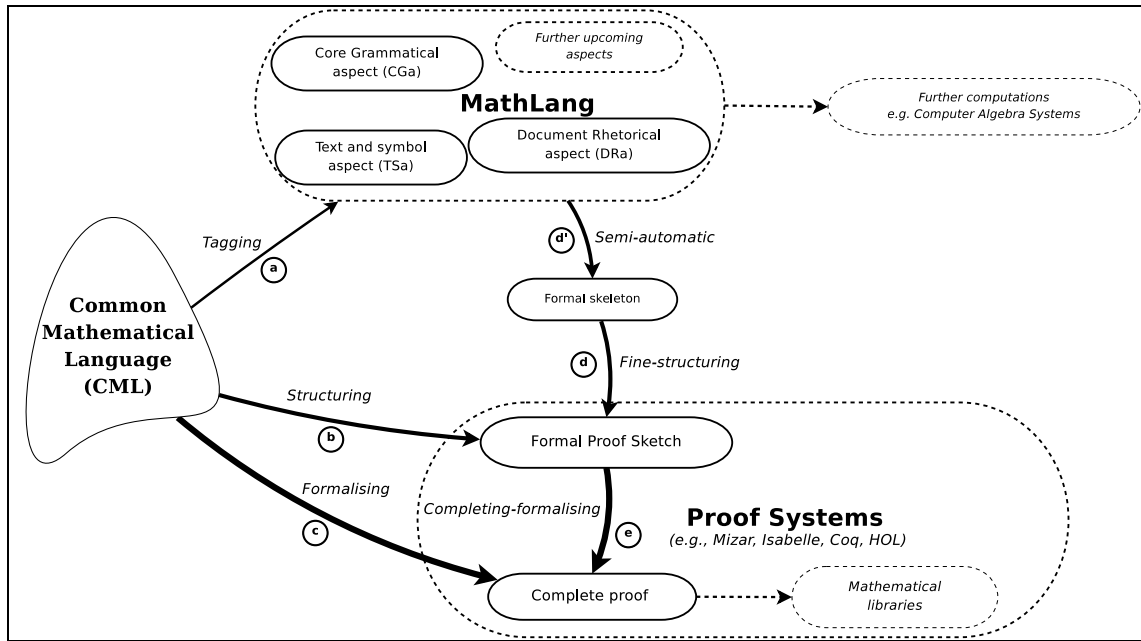 Core Grammatical
aspect (CGa)
Further upcoming
aspects
MathLang
Text and symbol
aspect (TSa)
Document Rhetorical
aspect (DRa)
Further computations
e.g. Computer Algebra Systems
Tagging
a
d'
Semi-automatic
Common
Mathematical
Language
(CML)
Formal skeleton
d
Fine-structuring
Structuring
b
Formal Proof Sketch
Formalising
c
Completing-formalising
e
Proof Systems
(e.g., Mizar, Isabelle, Coq, HOL)
Complete proof
Mathematical
libraries